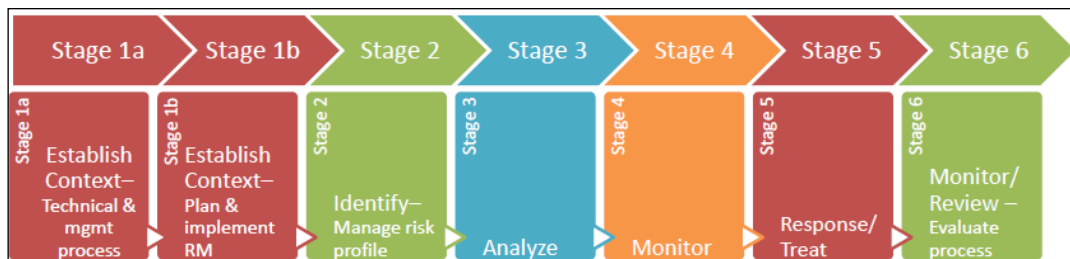 Stage 1a
Stage 1b
Stage 2
Stage 3
Stage 4
Stage 5
Stage 6
Stage 1a
Establish
Context–
Technical &
mgmt
process
Stage 1b
Establish
Context–
Plan &
implement
RM
Stage 2
Identify–
Manage risk
profile
Stage 3
Analyze
Stage 4
Monitor
Stage 5
Response/
Treat
Stage 6
Monitor/
Review –
Evaluate
process